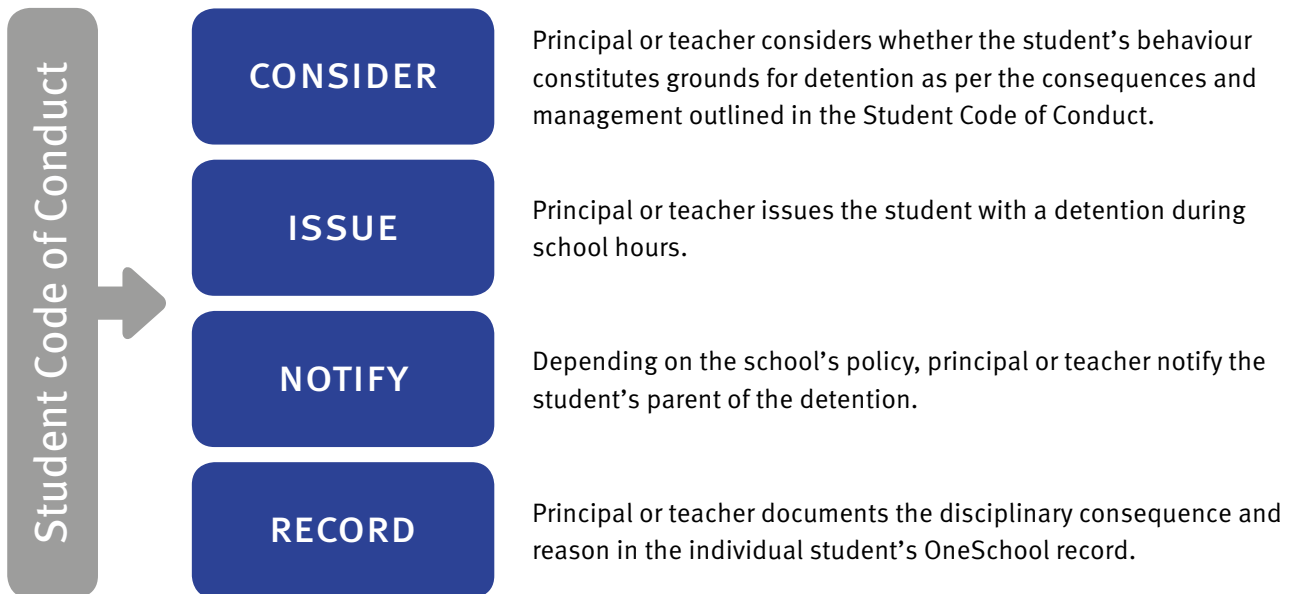 Student Code of Conduct
CONSIDER
Principal or teacher considers whether the student’s behaviour
constitutes grounds for detention as per the consequences and
management outlined in the Student Code of Conduct.
ISSUE
Principal or teacher issues the student with a detention during
school hours.
NOTIFY
Depending on the school’s policy, principal or teacher notify the
student’s parent of the detention.
RECORD
Principal or teacher documents the disciplinary consequence and
reason in the individual student’s OneSchool record.